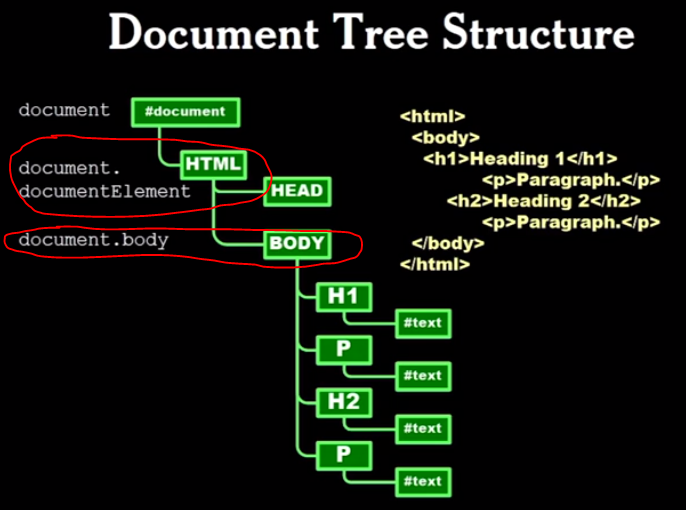 Document Tree Structure
document
#document
document.
documentElement
HTML
HEAD
document.body
BODY
H1
#text
P
#text
H2
#text
P
#text
<html>
<body>
<h1>Heading 1</h1>
<p>Paragraph.</p>
<h2>Heading 2</h2>
<p>Paragraph.</p>
</body>
</html>